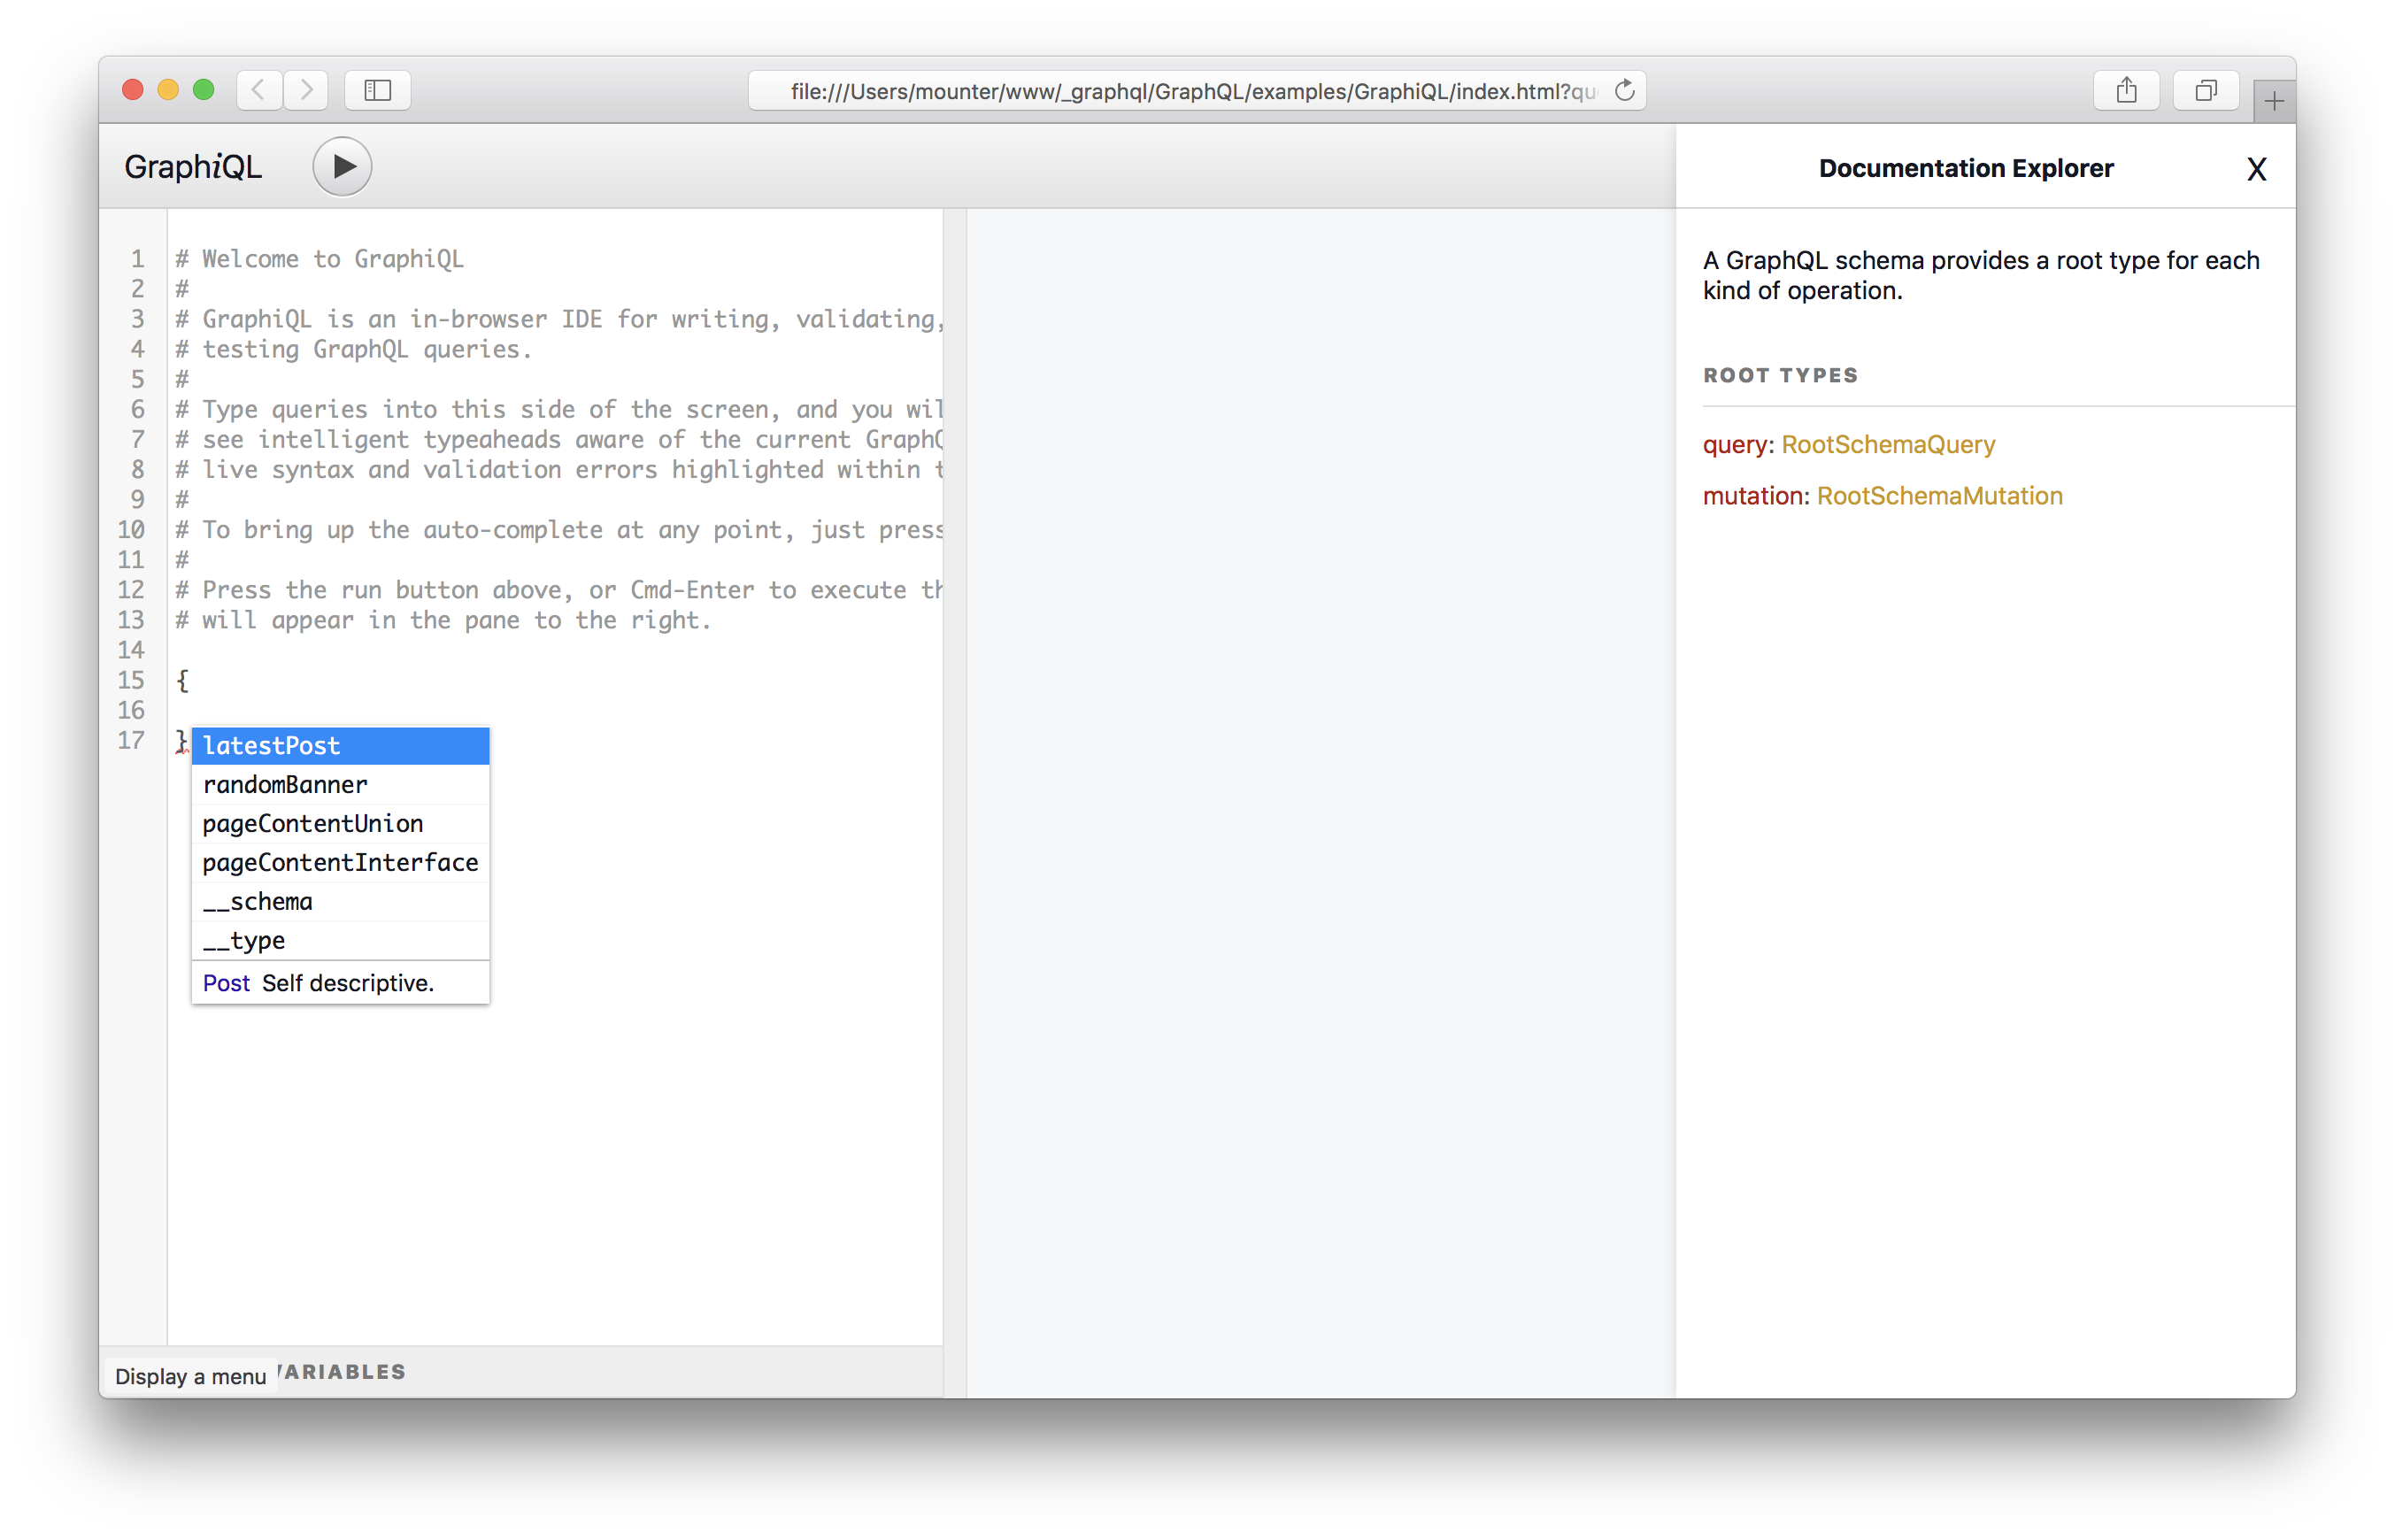 file:///Users/mounter/www/_graphql/GraphQL/examples/GraphiQL/index.html?qu
GraphiQL
1 # Welcome to GraphiQL
2 #
3 # GraphiQL is an in-browser IDE for writing, validating,
4 # testing GraphQL queries.
5 #
6 # Type queries into this side of the screen, and you wil
7 # see intelligent typeaheads aware of the current GraphQ
8 # live syntax and validation errors highlighted within t
9 #
10 # To bring up the auto-complete at any point, just press
11 #
12 # Press the run button above, or Cmd-Enter to execute th
13 # will appear in the pane to the right.
14
15 {
16
17 }
latestPost
randomBanner
pageContentUnion
pageContentInterface
__schema
__type
Post Self descriptive.
Display a menu
VARIABLES
Documentation Explorer X
A GraphQL schema provides a root type for each
kind of operation.
ROOT TYPES
query: RootSchemaQuery
mutation: RootSchemaMutation